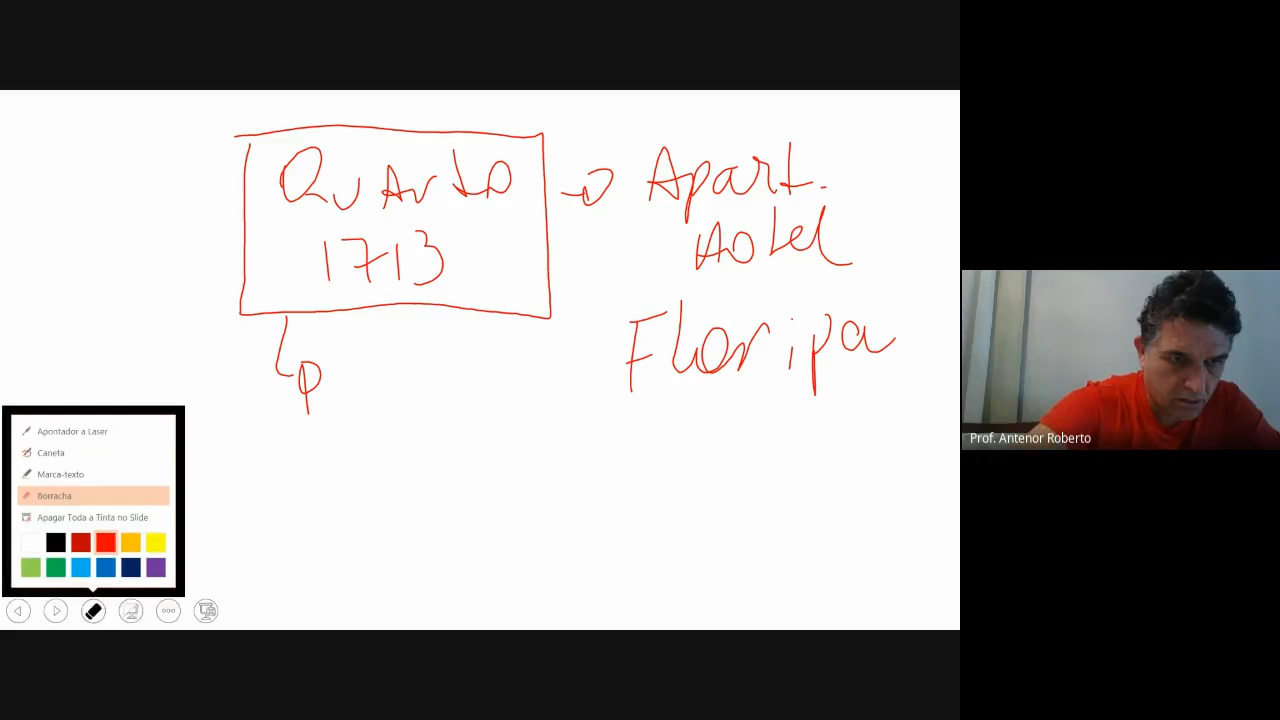 Quarto
1713
Apart.
Hotel
Floripa
Apontador a Laser
Caneta
Marca-texto
Borracha
Apagar Toda a Tinta no Slide
Prof. Antenor Roberto